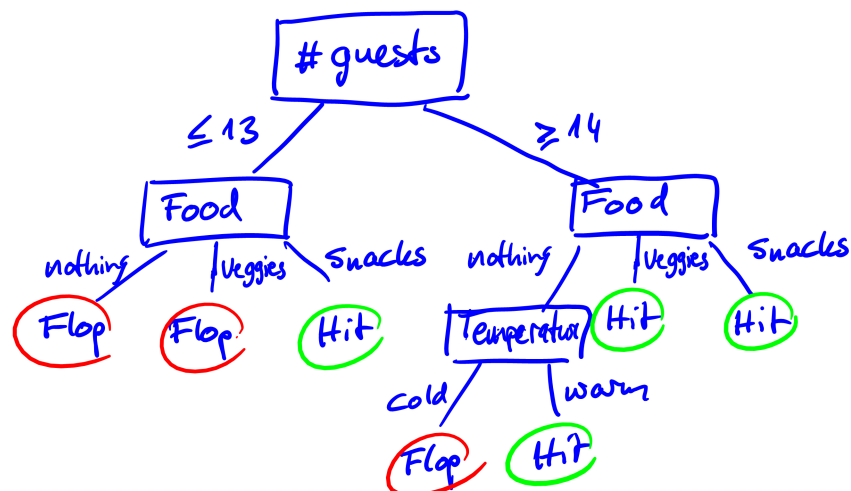 # guests
≤ 13
≥ 14
Food
Food
nothing
Veggies
Snacks
nothing
Veggies
Snacks
Flop
Flop
Hit
Temperature
Hit
Hit
cold
warm
Flop
Hit